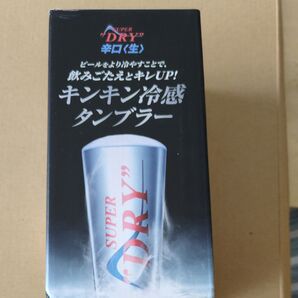 SUPER
"DRY"
辛口〈生〉
ビールをより冷やすことで、
飲みごたえとキレUP!
キンキン冷感
タンブラー
SUPER
"DRY"